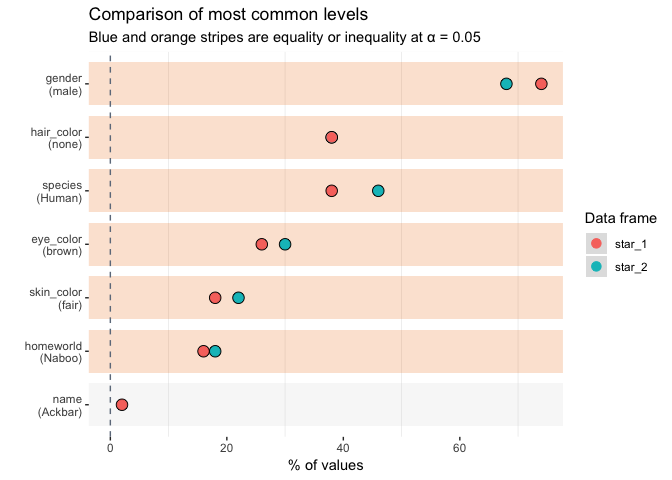 Comparison of most common levels
Blue and orange stripes are equality or inequality at α = 0.05
gender
(male)
hair_color
(none)
species
(Human)
eye_color
(brown)
skin_color
(fair)
homeworld
(Naboo)
name
(Ackbar)
0
20
40
60
% of values
Data frame
star_1
star_2